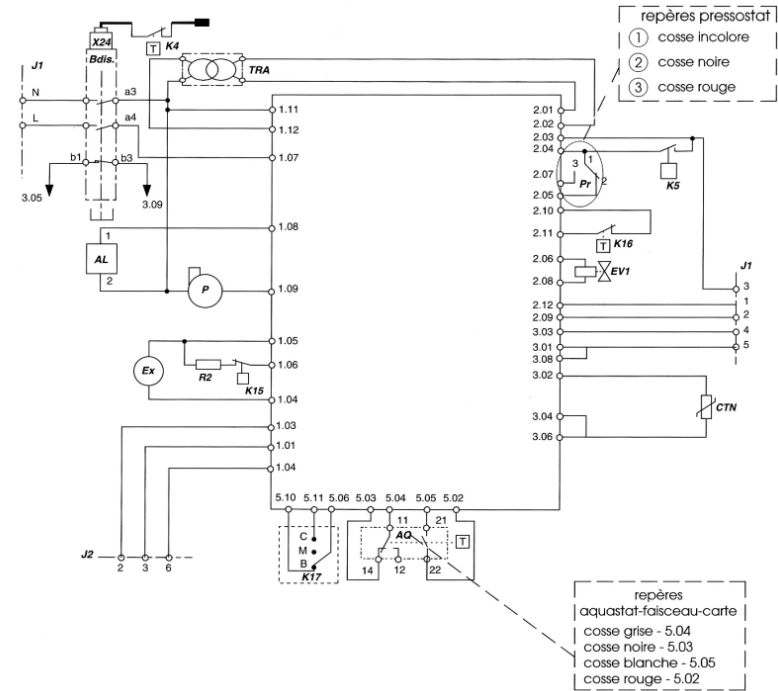 repères pressostat
1 cosse incolore
2 cosse noire
3 cosse rouge
X24
T K4
J1
Bdis.
TRA
N
a3
L
a4
b1
b3
3.05
3.09
1.11
1.12
1.07
1.08
1
AL
2
P
1.09
1.05
Ex
R2
1.06
K15
1.04
1.03
1.01
1.04
2.01
2.02
2.03
2.04
2.07
3
1
Pr
2
2.05
K5
2.10
2.11
T K16
2.06
EV1
2.08
J1
3
2.12
1
2.09
2
3.03
4
3.01
5
3.08
3.02
CTN
3.04
3.06
5.10 5.11 5.06 5.03 5.04 5.05 5.02
C
M
B
K17
11
21
AQ
T
14
12
22
J2
2 3 6
repères
aquastat-faisceau-carte
cosse grise - 5.04
cosse noire - 5.03
cosse blanche - 5.05
cosse rouge - 5.02